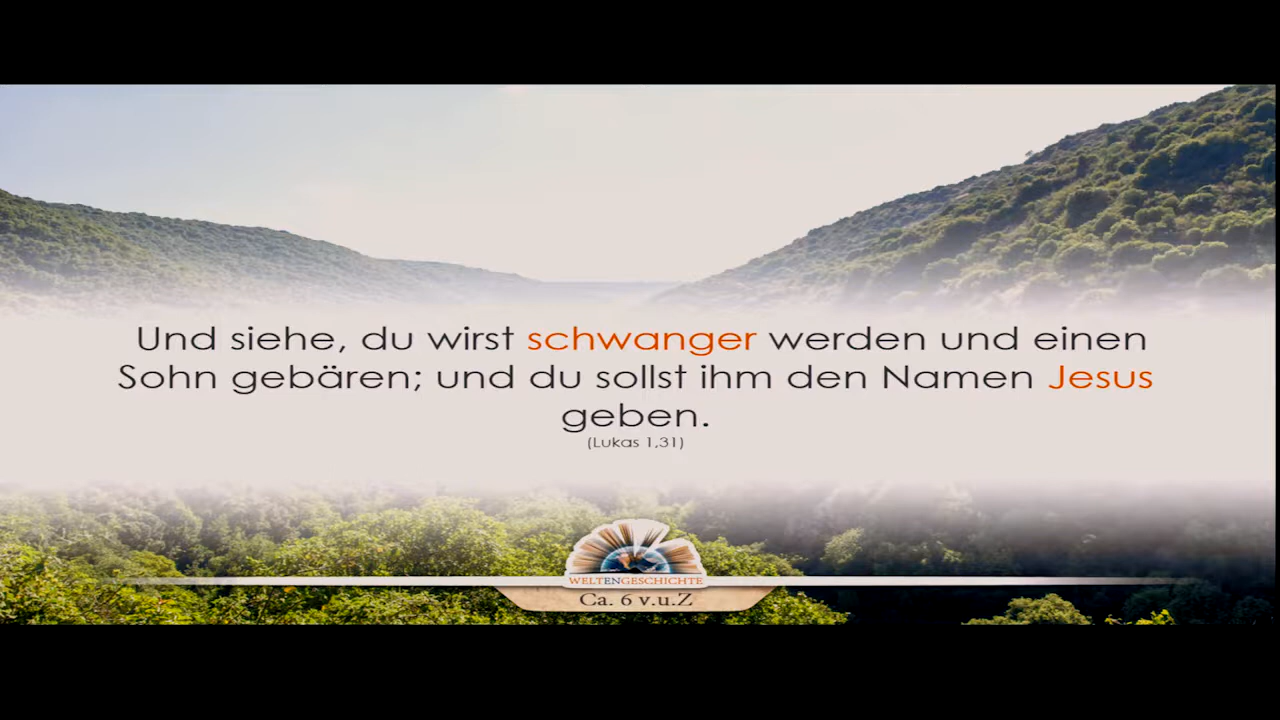 Und siehe, du wirst schwanger werden und einen
Sohn gebären; und du sollst ihm den Namen Jesus
geben.
(Lukas 1,31)
WELTENGESCHICHTE
Ca. 6 v.u.Z